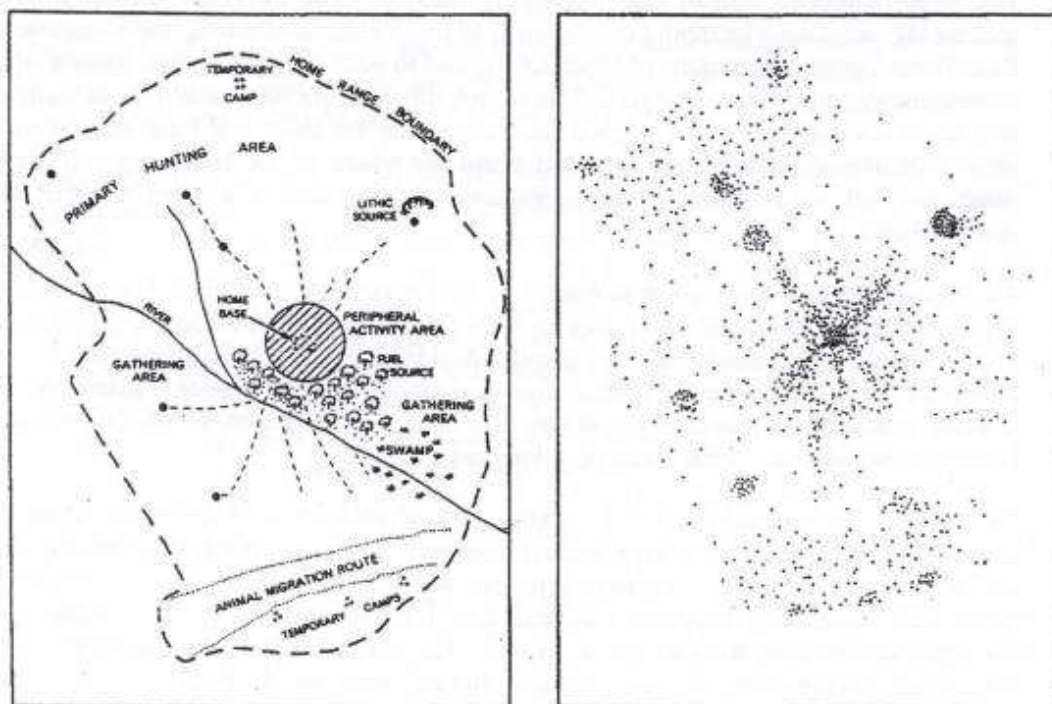 TEMPORARY
CAMPS
HOME RANGE BOUNDARY
PRIMARY HUNTING AREA
LITHIC
SOURCE
RIVER
HOME
BASE
PERIPHERAL
ACTIVITY AREA
FUEL
SOURCE
GATHERING
AREA
GATHERING
AREA
SWAMP
ANIMAL MIGRATION ROUTE
TEMPORARY CAMPS